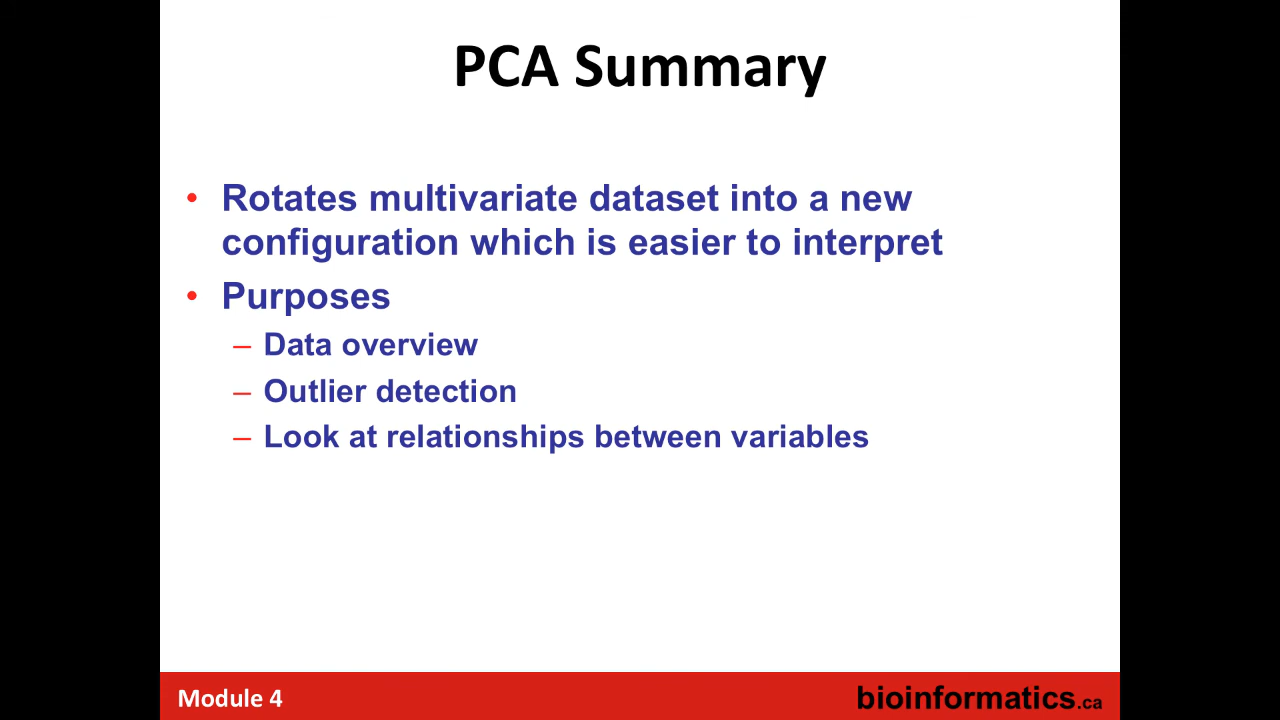 PCA Summary
• Rotates multivariate dataset into a new
configuration which is easier to interpret
• Purposes
– Data overview
– Outlier detection
– Look at relationships between variables
Module 4
bioinformatics.ca